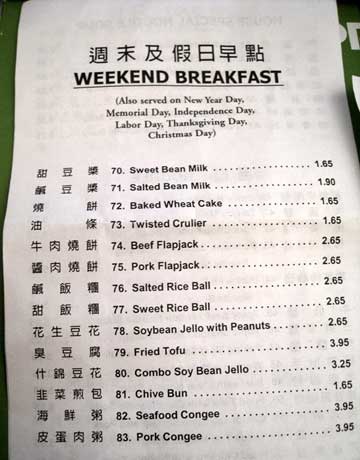 週末及假日早點
WEEKEND BREAKFAST
(Also served on New Year Day,
Memorial Day, Independence Day,
Labor Day, Thanksgiving Day,
Christmas Day)
甜豆漿 70. Sweet Bean Milk .................. 1.65
鹹豆漿 71. Salted Bean Milk .................. 1.90
燒餅 72. Baked Wheat Cake ................ 1.65
油條 73. Twisted Crulier .................... 1.65
牛肉燒餅 74. Beef Flapjack ...................... 2.65
醬肉燒餅 75. Pork Flapjack ...................... 2.65
鹹飯糰 76. Salted Rice Ball ................... 2.65
甜飯糰 77. Sweet Rice Ball .................... 2.65
花生豆花 78. Soybean Jello with Peanuts ........ 2.65
臭豆腐 79. Fried Tofu ......................... 3.95
什錦豆花 80. Combo Soy Bean Jello .............. 3.25
韭菜煎包 81. Chive Bun .......................... 1.65
海鮮粥 82. Seafood Congee .................... 3.95
皮蛋肉粥 83. Pork Congee ....................... 3.95